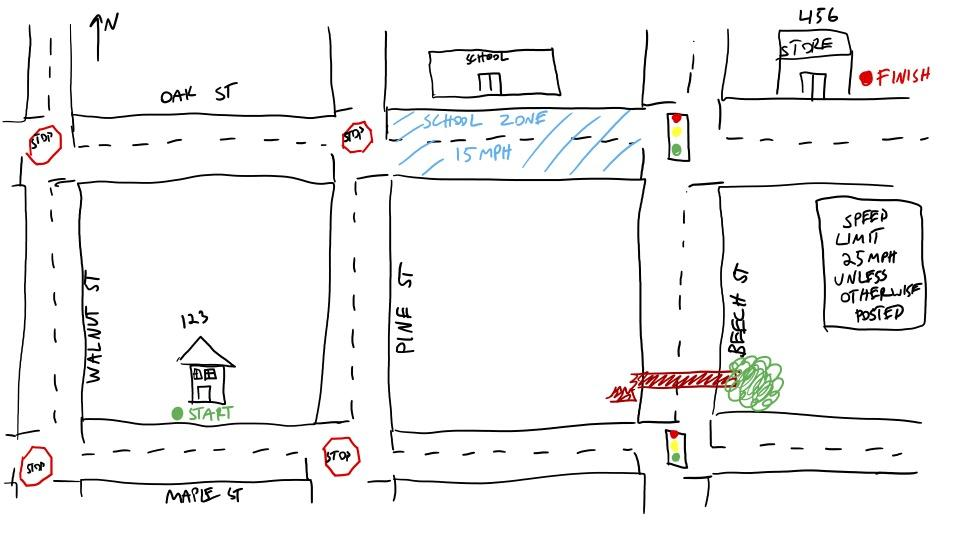 N
456
STORE
FINISH
SCHOOL
OAK ST
SCHOOL ZONE
15 MPH
STOP
STOP
SPEED
LIMIT
25 MPH
UNLESS
OTHERWISE
POSTED
WALNUT ST
PINE ST
BEECH ST
123
START
STOP
STOP
MAPLE ST